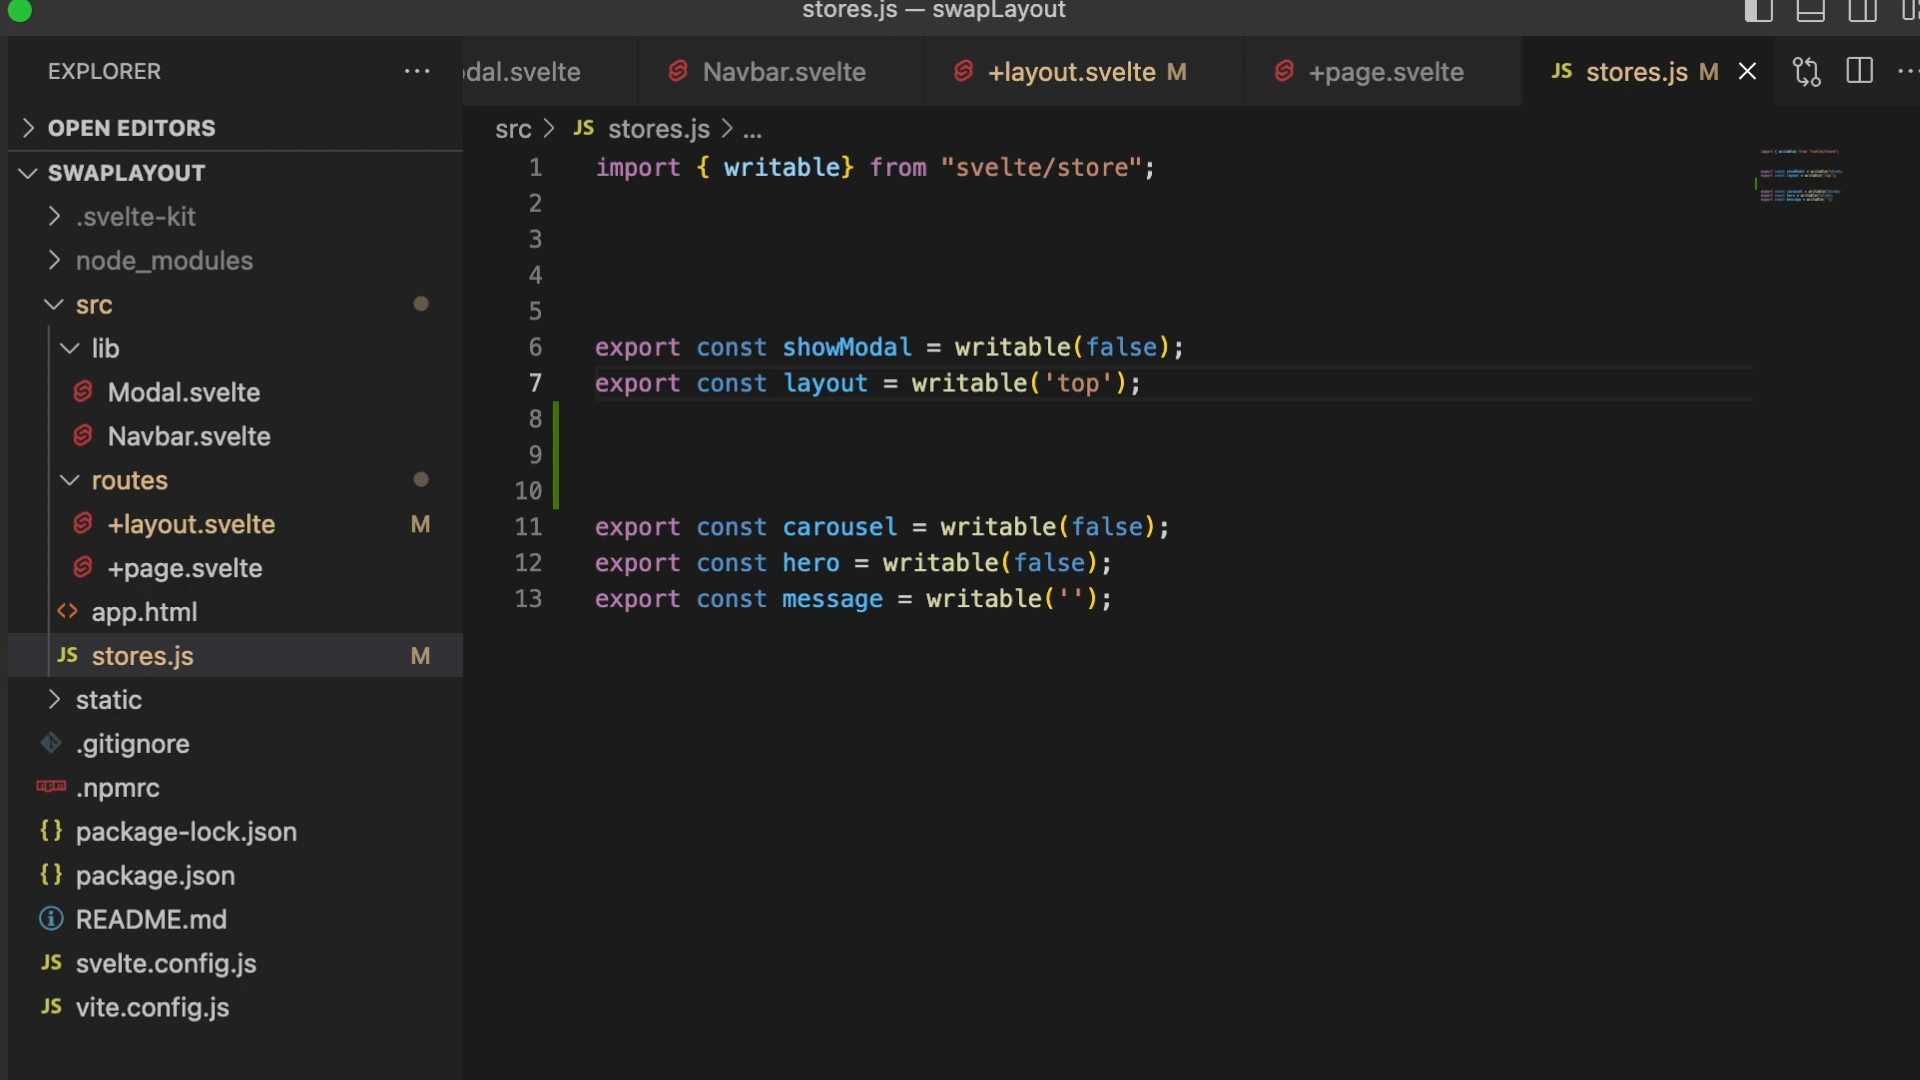 stores.js — swapLayout
EXPLORER
dal.svelte
Navbar.svelte
+layout.svelte M
+page.svelte
JS stores.js M
OPEN EDITORS
SWAPLAYOUT
.svelte-kit
node_modules
src
lib
Modal.svelte
Navbar.svelte
routes
+layout.svelte M
+page.svelte
<> app.html
JS stores.js M
static
.gitignore
npm .npmrc
{} package-lock.json
{} package.json
README.md
JS svelte.config.js
JS vite.config.js
src > JS stores.js > ...
1 import { writable} from "svelte/store";
2
3
4
5
6 export const showModal = writable(false);
7 export const layout = writable('top');
8
9
10
11 export const carousel = writable(false);
12 export const hero = writable(false);
13 export const message = writable('');